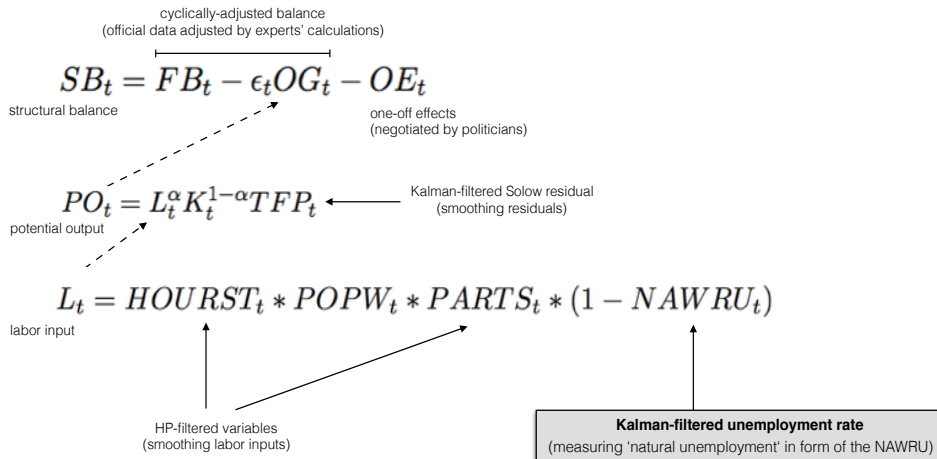 cyclically-adjusted balance
(official data adjusted by experts' calculations)
SB_t = FB_t − ϵ_tOG_t − OE_t
structural balance
one-off effects
(negotiated by politicians)
PO_t = L_t^α K_t^{1−α} TFP_t
Kalman-filtered Solow residual
(smoothing residuals)
potential output
L_t = HOURST_t * POPW_t * PARTS_t * (1 − NAWRU_t)
labor input
HP-filtered variables
(smoothing labor inputs)
Kalman-filtered unemployment rate
(measuring 'natural unemployment' in form of the NAWRU)